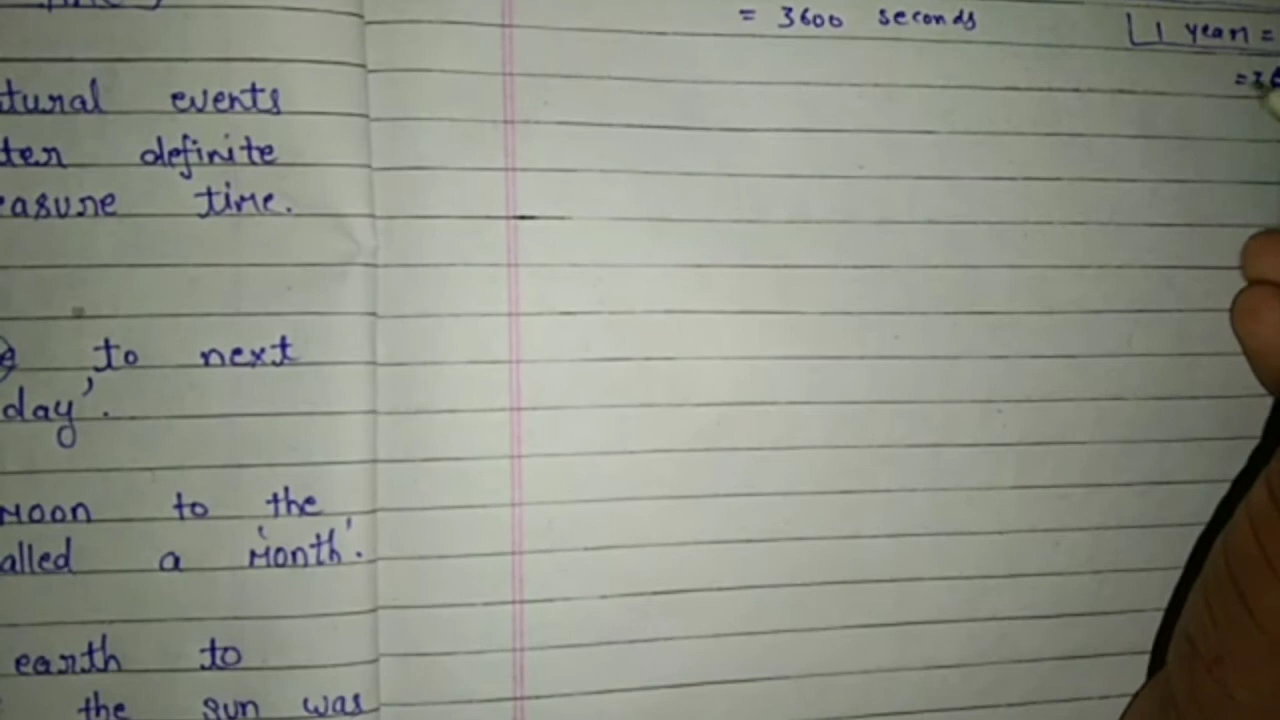 tural events
ter definite
easure time.
to next
day'.
moon to the
alled a 'Month'.
earth to
the sun was
= 3600 seconds
1 year =